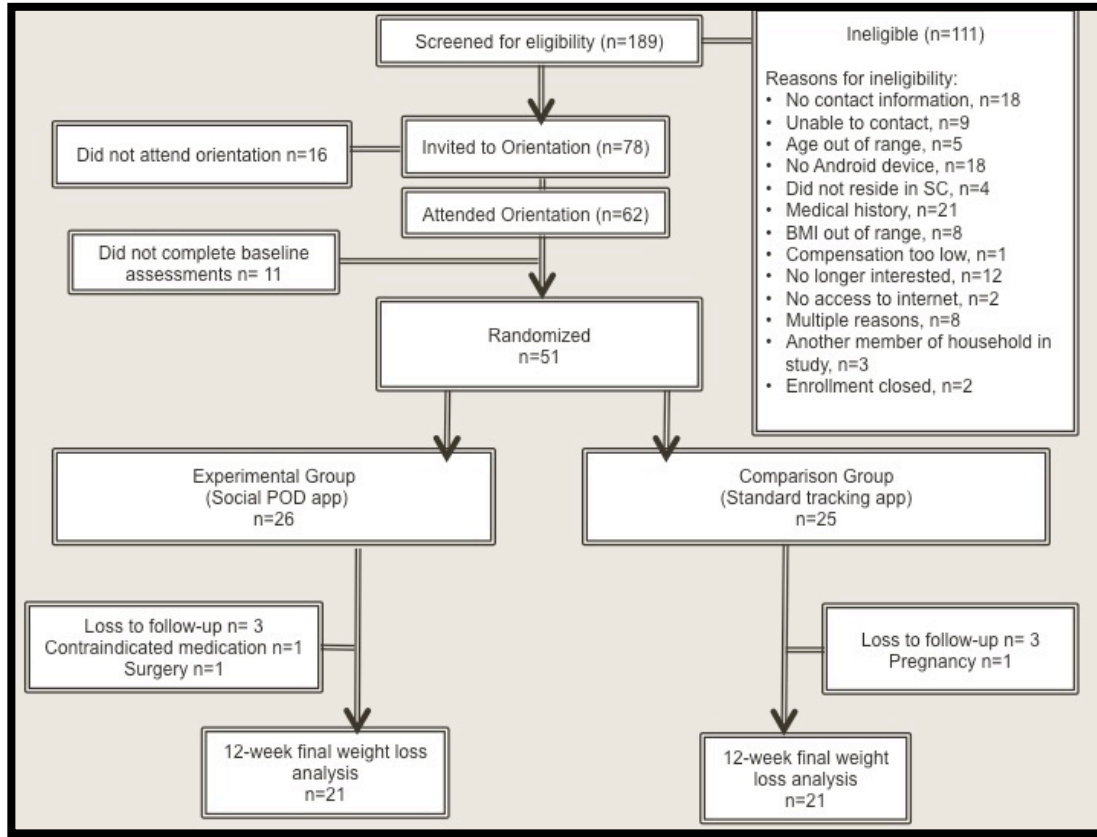 Screened for eligibility (n=189)
Ineligible (n=111)
Reasons for ineligibility:
• No contact information, n=18
• Unable to contact, n=9
• Age out of range, n=5
• No Android device, n=18
• Did not reside in SC, n=4
• Medical history, n=21
• BMI out of range, n=8
• Compensation too low, n=1
• No longer interested, n=12
• No access to internet, n=2
• Multiple reasons, n=8
• Another member of household in
study, n=3
• Enrollment closed, n=2
Did not attend orientation n=16
Invited to Orientation (n=78)
Attended Orientation (n=62)
Did not complete baseline
assessments n= 11
Randomized
n=51
Experimental Group
(Social POD app)
n=26
Comparison Group
(Standard tracking app)
n=25
Loss to follow-up n= 3
Contraindicated medication n=1
Surgery n=1
Loss to follow-up n= 3
Pregnancy n=1
12-week final weight loss
analysis
n=21
12-week final weight
loss analysis
n=21